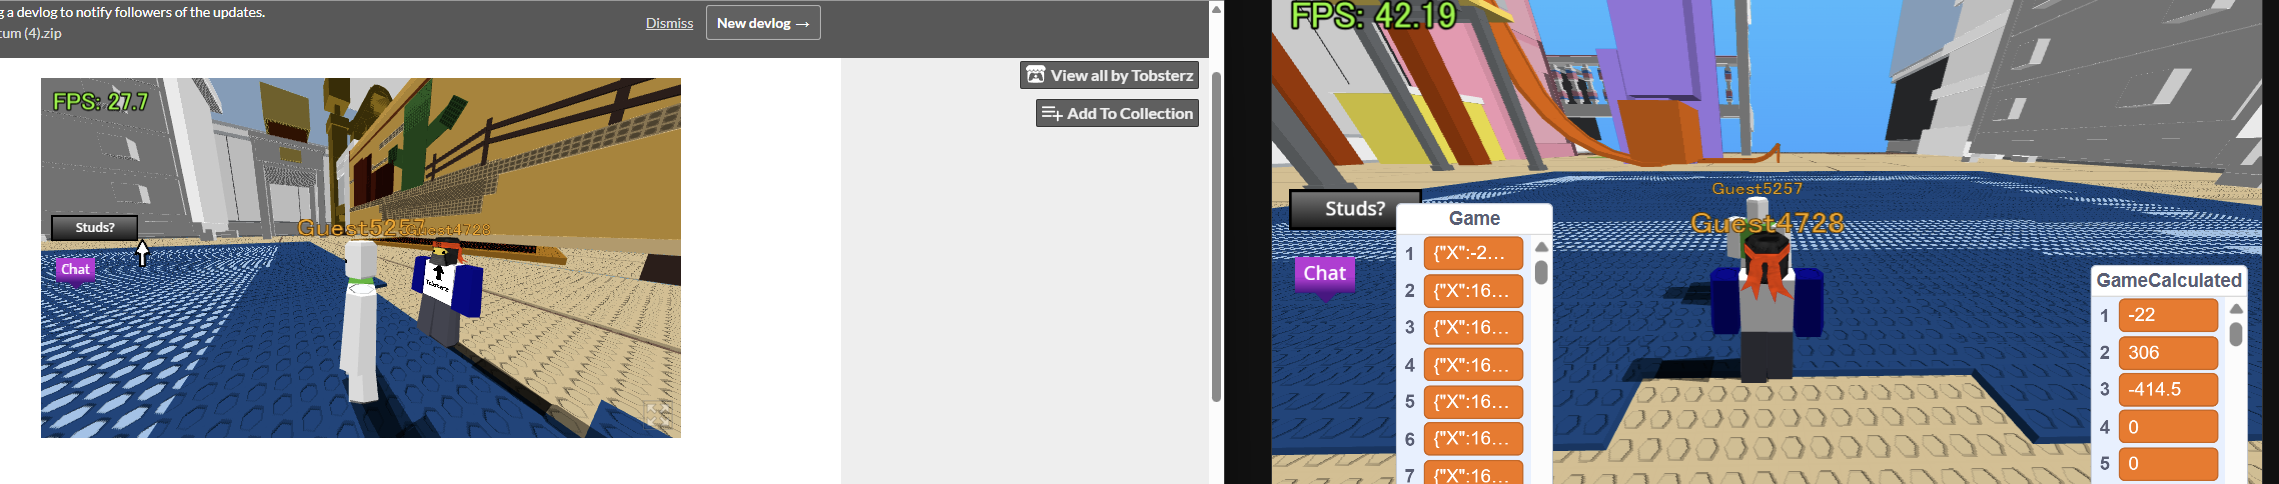 g a devlog to notify followers of the updates.
tum (4).zip
Dismiss
New devlog →
View all by Tobsterz
Add To Collection
FPS: 27.7
Studs?
Chat
Guest5257
Guest4728
Tobsterz
FPS: 42.19
Studs?
Chat
Guest5257
Guest4728
Game
1 {"X":-2...
2 {"X":16...
3 {"X":16...
4 {"X":16...
5 {"X":16...
6 {"X":16...
7 {"X":16...
GameCalculated
1 -22
2 306
3 -414.5
4 0
5 0